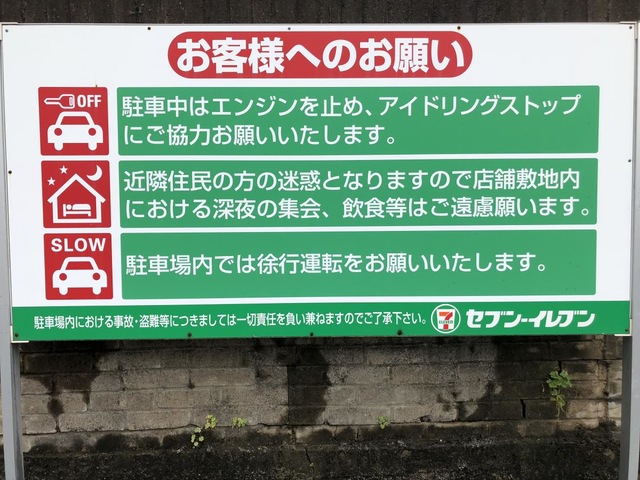 お客様へのお願い
OFF
駐車中はエンジンを止め、アイドリングストップ
にご協力お願いいたします。
近隣住民の方の迷惑となりますので店舗敷地内
における深夜の集会、飲食等はご遠慮願います。
SLOW
駐車場内では徐行運転をお願いいたします。
駐車場内における事故・盗難等につきましては一切責任を負い兼ねますのでご了承下さい。
7 ELEVEN セブン-イレブン